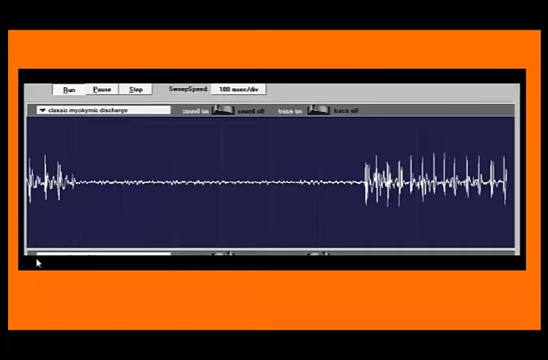 Run Pause Stop SweepSpeed: 100 msec/div
classic myokymic discharge sound on sound off trace on trace off